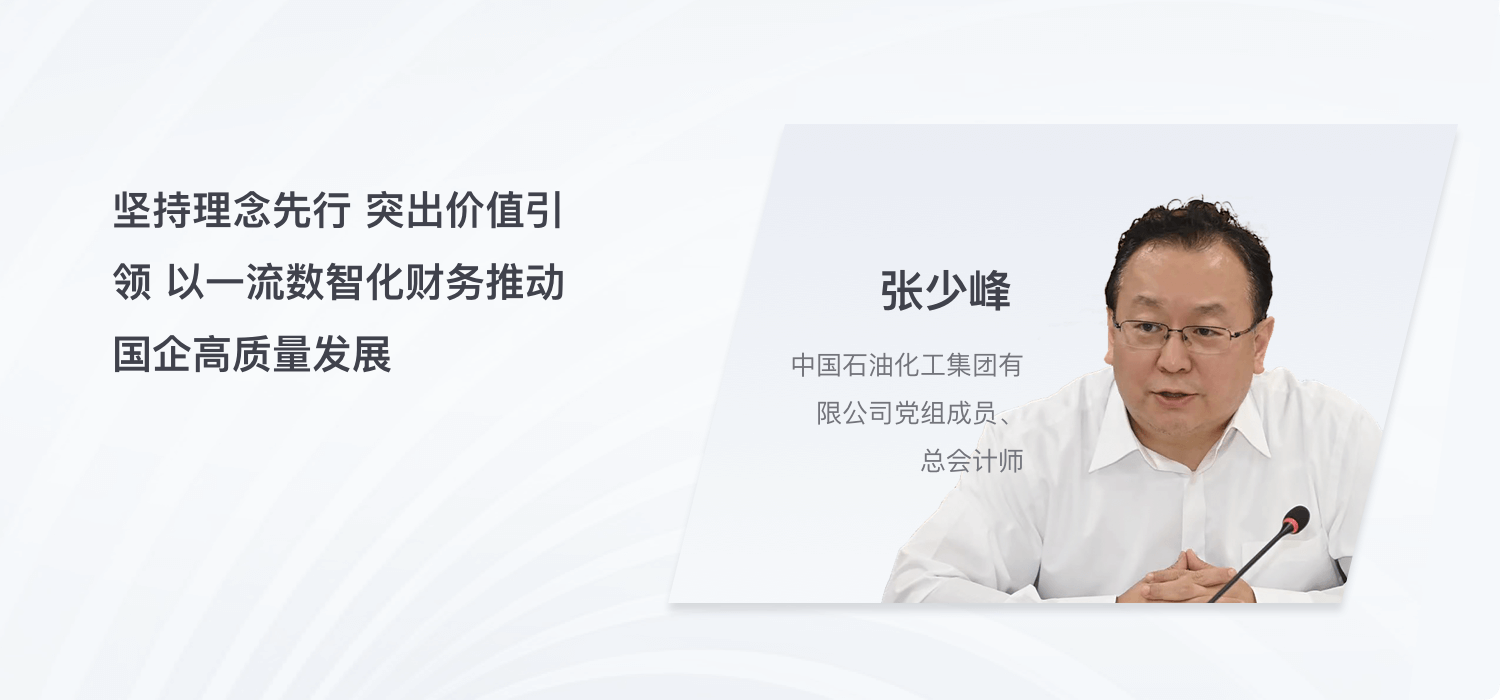 坚持理念先行 突出价值引
领 以一流数智化财务推动
国企高质量发展
张少峰
中国石油化工集团有
限公司党组成员、
总会计师